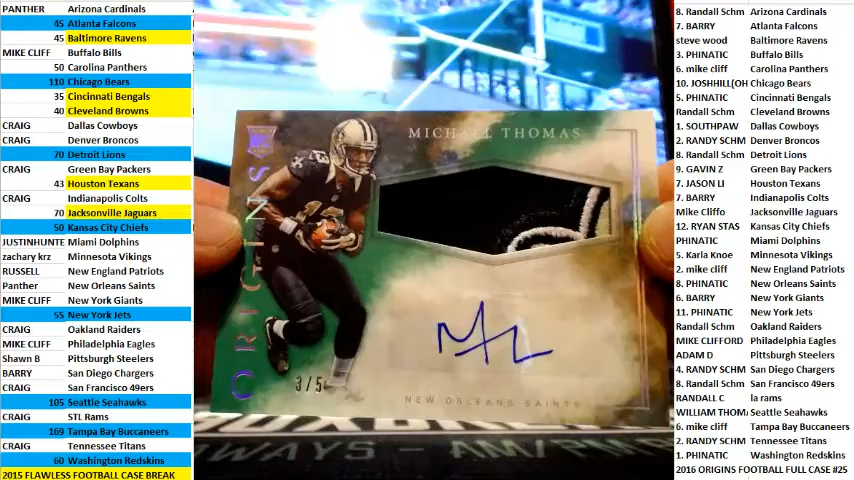 PANTHER Arizona Cardinals
45 Atlanta Falcons
45 Baltimore Ravens
MIKE CLIFF Buffalo Bills
50 Carolina Panthers
110 Chicago Bears
35 Cincinnati Bengals
40 Cleveland Browns
CRAIG Dallas Cowboys
CRAIG Denver Broncos
70 Detroit Lions
CRAIG Green Bay Packers
43 Houston Texans
CRAIG Indianapolis Colts
70 Jacksonville Jaguars
50 Kansas City Chiefs
JUSTINHUNTE Miami Dolphins
zachary krz Minnesota Vikings
RUSSELL New England Patriots
Panther New Orleans Saints
MIKE CLIFF New York Giants
55 New York Jets
CRAIG Oakland Raiders
MIKE CLIFF Philadelphia Eagles
Shawn B Pittsburgh Steelers
BARRY San Diego Chargers
CRAIG San Francisco 49ers
105 Seattle Seahawks
CRAIG STL Rams
169 Tampa Bay Buccaneers
CRAIG Tennessee Titans
60 Washington Redskins
2015 FLAWLESS FOOTBALL CASE BREAK
MICHAEL THOMAS
ORIGINS
13
3/5
NEW ORLEANS SAINTS
WAYS - AN
8. Randall Schm Arizona Cardinals
7. BARRY Atlanta Falcons
steve wood Baltimore Ravens
3. PHINATIC Buffalo Bills
6. mike cliff Carolina Panthers
10. JOSHHILL(OH Chicago Bears
5. PHINATIC Cincinnati Bengals
Randall Schm Cleveland Browns
1. SOUTHPAW Dallas Cowboys
2. RANDY SCHM Denver Broncos
8. Randall Schm Detroit Lions
9. GAVIN Z Green Bay Packers
7. JASON LI Houston Texans
7. BARRY Indianapolis Colts
Mike Cliffo Jacksonville Jaguars
12. RYAN STAS Kansas City Chiefs
PHINATIC Miami Dolphins
5. Karla Knoe Minnesota Vikings
2. mike cliff New England Patriots
8. PHINATIC New Orleans Saints
6. BARRY New York Giants
11. PHINATIC New York Jets
Randall Schm Oakland Raiders
MIKE CLIFFORD Philadelphia Eagles
ADAM D Pittsburgh Steelers
4. RANDY SCHM San Diego Chargers
8. Randall Schm San Francisco 49ers
RANDALL C la rams
WILLIAM THOMA Seattle Seahawks
6. mike cliff Tampa Bay Buccaneers
2. RANDY SCHM Tennessee Titans
1. PHINATIC Washington Redskins
2016 ORIGINS FOOTBALL FULL CASE #25